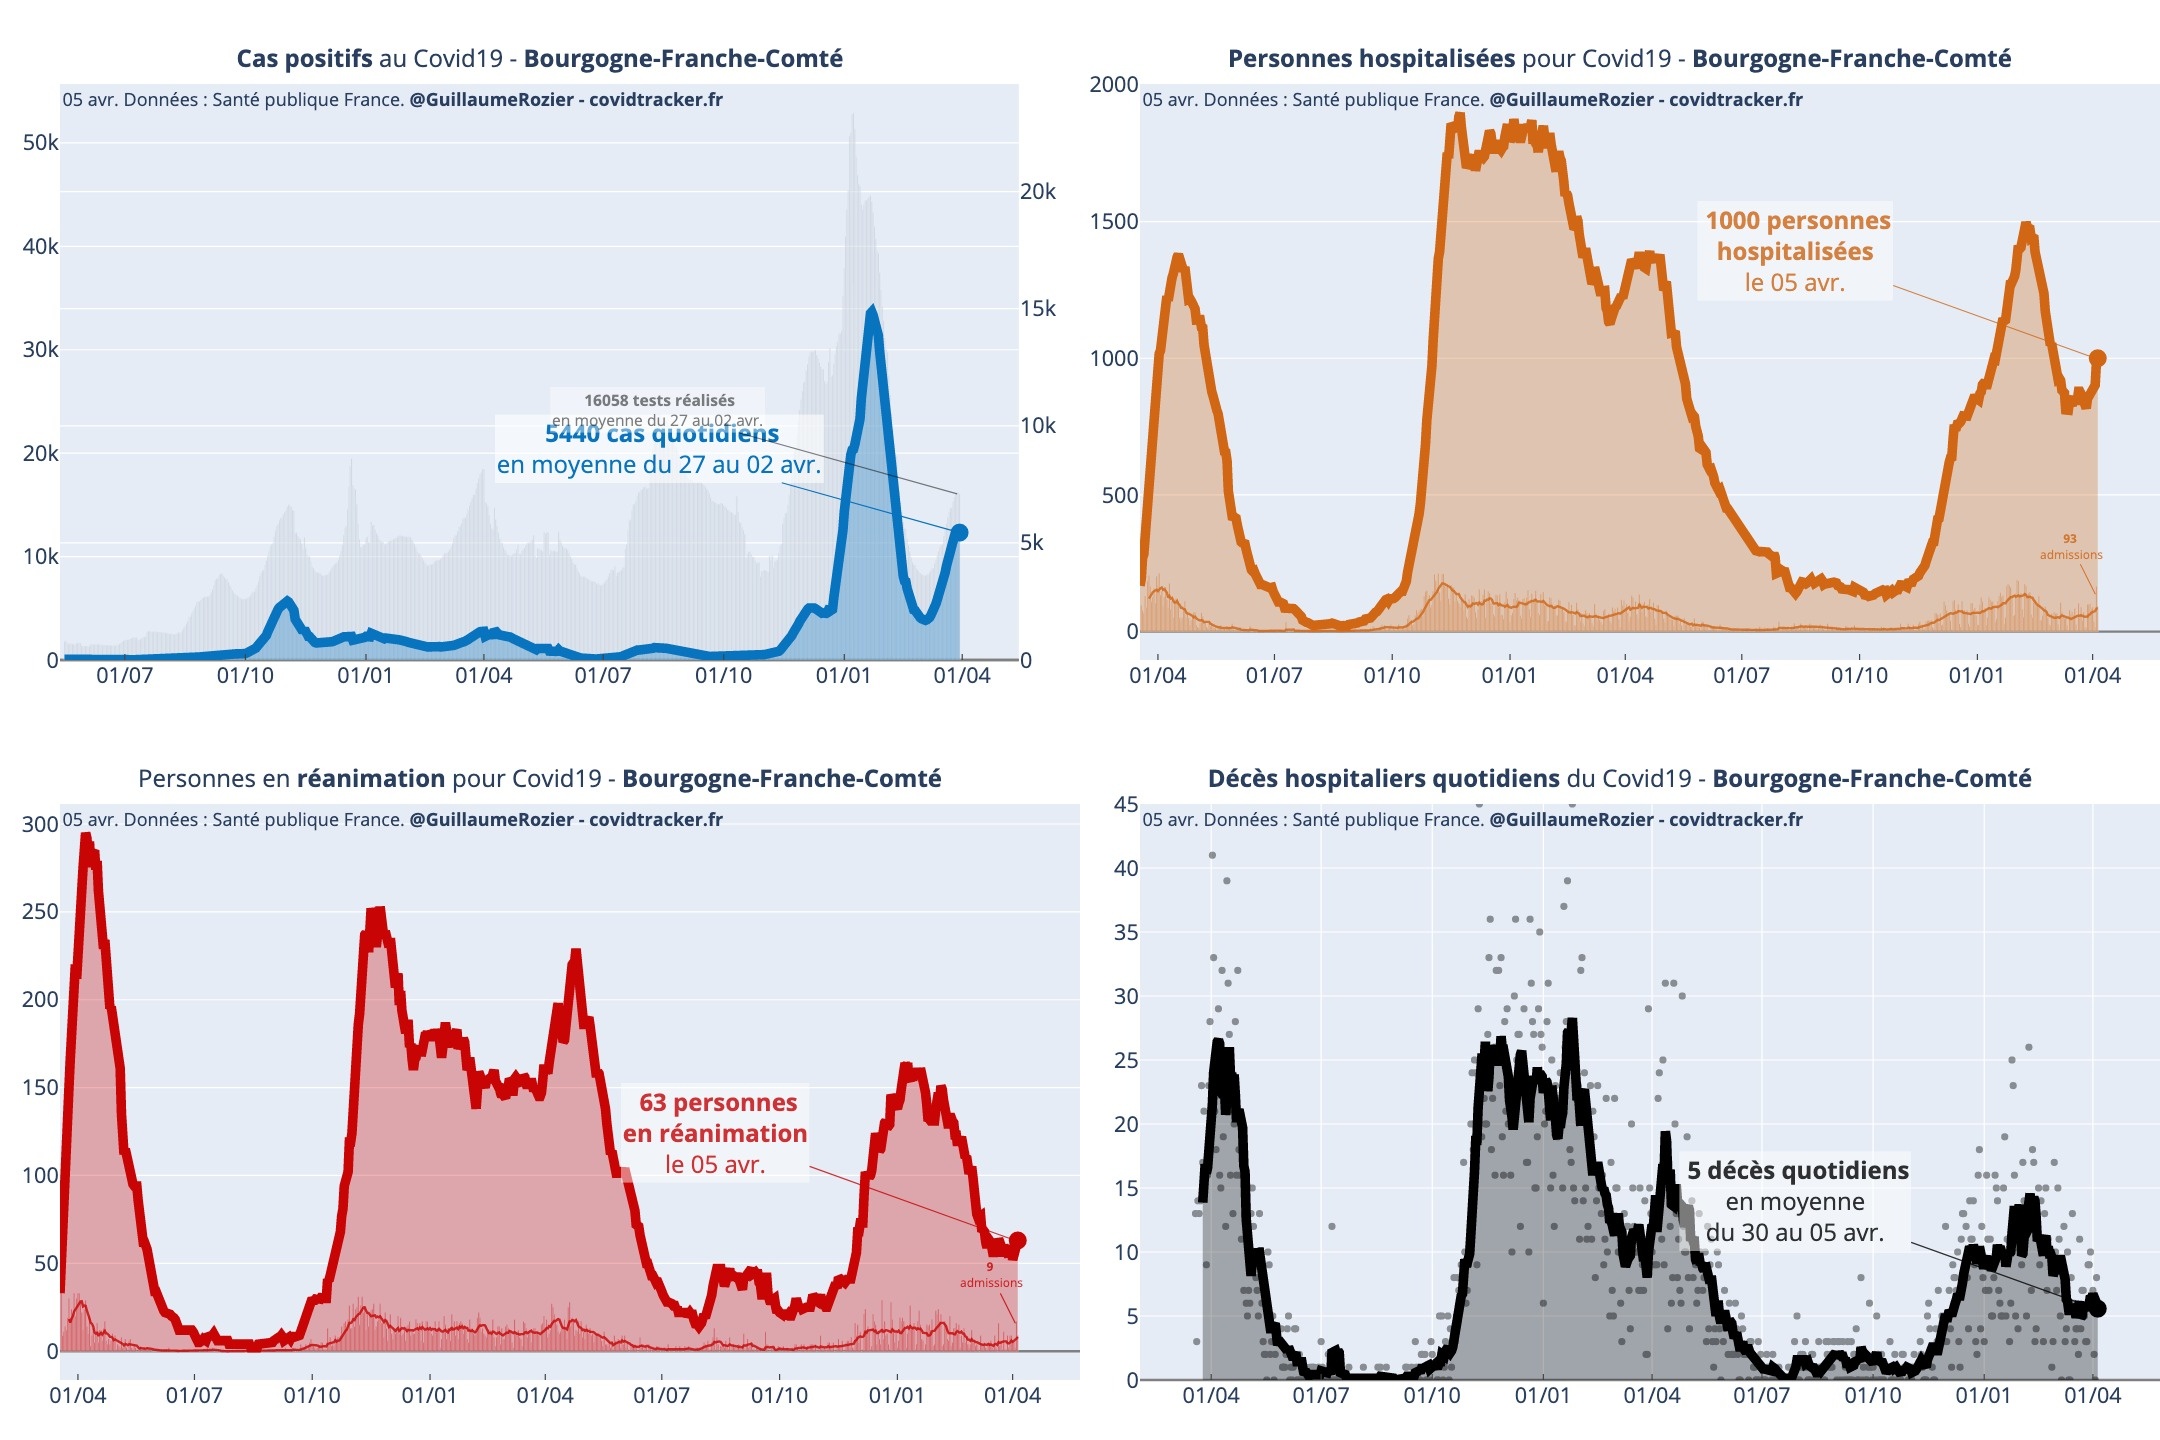 Cas positifs au Covid19 - Bourgogne-Franche-Comté
05 avr. Données : Santé publique France. @GuillaumeRozier - covidtracker.fr
50k
40k
30k
20k
10k
0
20k
15k
10k
5k
0
16058 tests réalisés
en moyenne du 27 au 02 avr.
5440 cas quotidiens
en moyenne du 27 au 02 avr.
01/07 01/10 01/01 01/04 01/07 01/10 01/01 01/04
Personnes hospitalisées pour Covid19 - Bourgogne-Franche-Comté
05 avr. Données : Santé publique France. @GuillaumeRozier - covidtracker.fr
2000
1500
1000
500
0
1000 personnes
hospitalisées
le 05 avr.
93
admissions
01/04 01/07 01/10 01/01 01/04 01/07 01/10 01/01 01/04
Personnes en réanimation pour Covid19 - Bourgogne-Franche-Comté
05 avr. Données : Santé publique France. @GuillaumeRozier - covidtracker.fr
300
250
200
150
100
50
0
63 personnes
en réanimation
le 05 avr.
9
admissions
01/04 01/07 01/10 01/01 01/04 01/07 01/10 01/01 01/04
Décès hospitaliers quotidiens du Covid19 - Bourgogne-Franche-Comté
05 avr. Données : Santé publique France. @GuillaumeRozier - covidtracker.fr
45
40
35
30
25
20
15
10
5
0
5 décès quotidiens
en moyenne
du 30 au 05 avr.
01/04 01/07 01/10 01/01 01/04 01/07 01/10 01/01 01/04